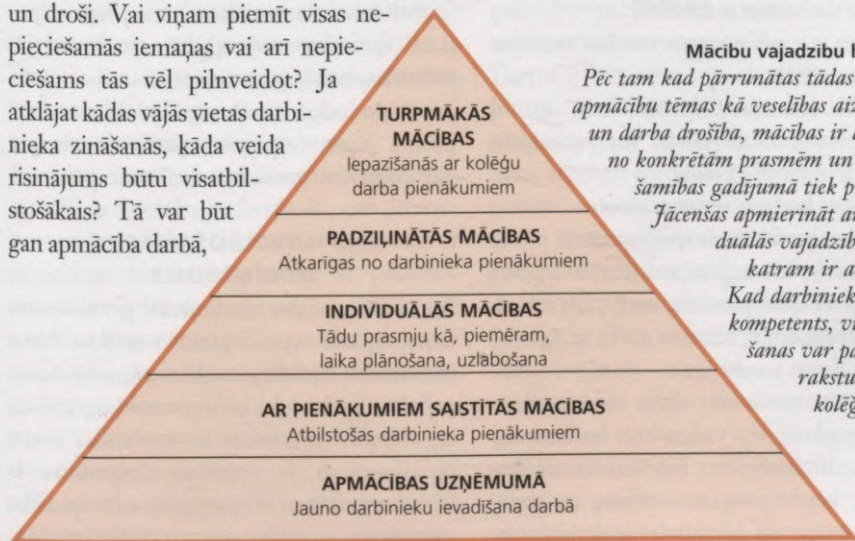 un droši. Vai viņam piemīt visas ne-
pieciešamās iemaņas vai arī nepie-
ciešams tās vēl pilnveidot? Ja
atklājat kādas vājās vietas darbi-
nieka zināšanās, kāda veida
risinājums būtu visatbil-
stošākais? Tā var būt
gan apmācība darbā,
TURPMĀKĀS
MĀCĪBAS
Iepazīšanās ar kolēģu
darba pienākumiem
PADZIĻINĀTĀS MĀCĪBAS
Atkarīgas no darbinieka pienākumiem
INDIVIDUĀLĀS MĀCĪBAS
Tādu prasmju kā, piemēram,
laika plānošana, uzlabošana
AR PIENĀKUMIEM SAISTĪTĀS MĀCĪBAS
Atbilstošas darbinieka pienākumiem
APMĀCĪBAS UZŅĒMUMĀ
Jauno darbinieku ievadīšana darbā
Mācību vajadzību
Pēc tam kad pārrunātas tādas
apmācību tēmas kā veselības
un darba drošība, mācības ir
no konkrētām prasmēm un
šamības gadījumā tiek
Jācenšas apmierināt
duālās vajadzīb
katram ir
Kad darbiniek
kompetents,
šanas var
rakstu
kolēģ